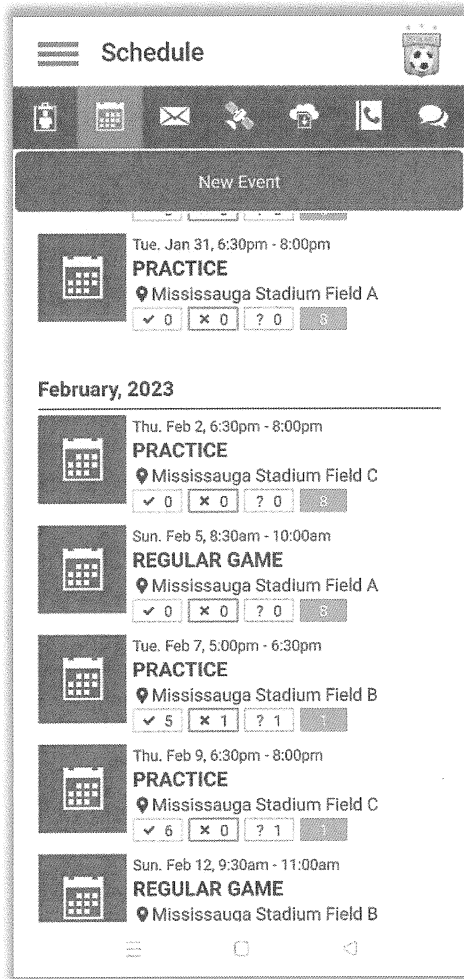 Schedule
New Event
Tue. Jan 31, 6:30pm - 8:00pm
PRACTICE
Mississauga Stadium Field A
✓ 0 × 0 ? 0 8
February, 2023
Thu. Feb 2, 6:30pm - 8:00pm
PRACTICE
Mississauga Stadium Field C
✓ 0 × 0 ? 0 8
Sun. Feb 5, 8:30am - 10:00am
REGULAR GAME
Mississauga Stadium Field A
✓ 0 × 0 ? 0 8
Tue. Feb 7, 5:00pm - 6:30pm
PRACTICE
Mississauga Stadium Field B
✓ 5 × 1 ? 1 1
Thu. Feb 9, 6:30pm - 8:00pm
PRACTICE
Mississauga Stadium Field C
✓ 6 × 0 ? 1 1
Sun. Feb 12, 9:30am - 11:00am
REGULAR GAME
Mississauga Stadium Field B